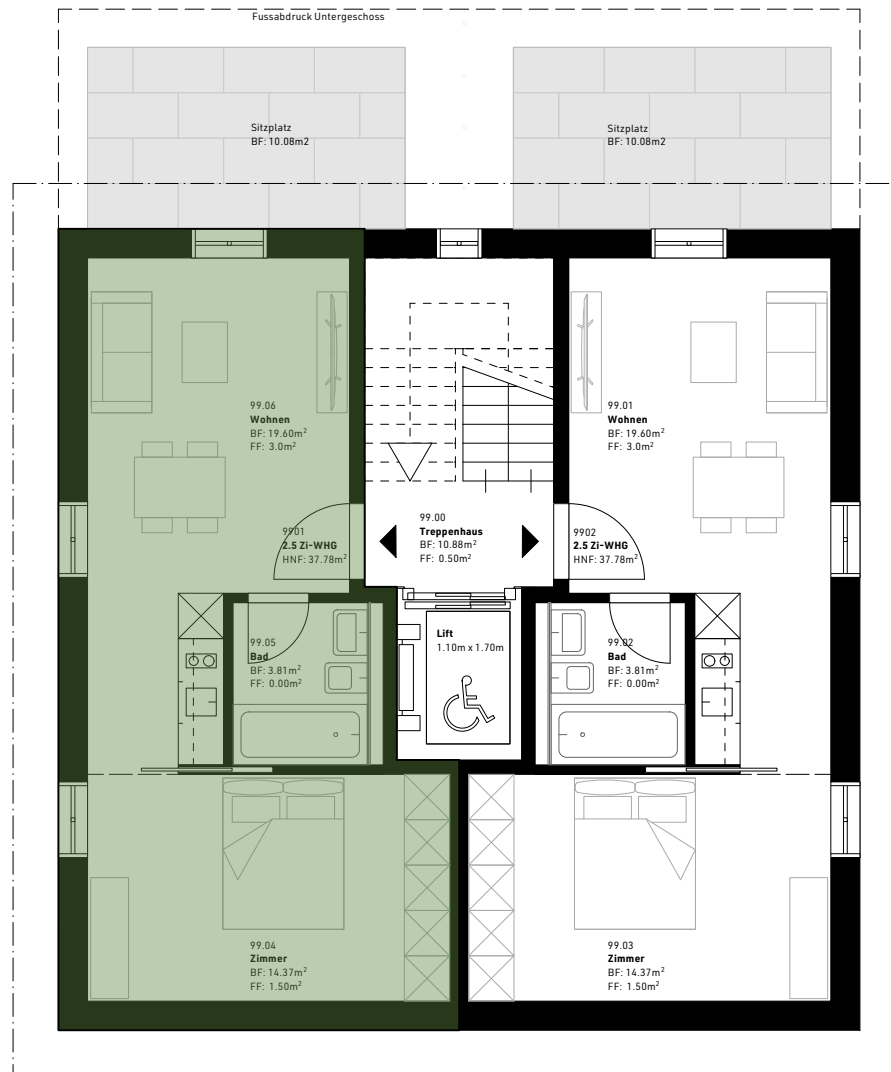 Fussabdruck Untergeschoss
Sitzplatz
BF: 10.08m2
Sitzplatz
BF: 10.08m2
99.06
Wohnen
BF: 19.60m²
FF: 3.0m²
99.01
Wohnen
BF: 19.60m²
FF: 3.0m²
9901
2.5 Zi-WHG
HNF: 37.78m²
99.00
Treppenhaus
BF: 10.88m²
FF: 0.50m²
9902
2.5 Zi-WHG
HNF: 37.78m²
99.05
Bad
BF: 3.81m²
FF: 0.00m²
Lift
1.10m x 1.70m
99.02
Bad
BF: 3.81m²
FF: 0.00m²
99.04
Zimmer
BF: 14.37m²
FF: 1.50m²
99.03
Zimmer
BF: 14.37m²
FF: 1.50m²